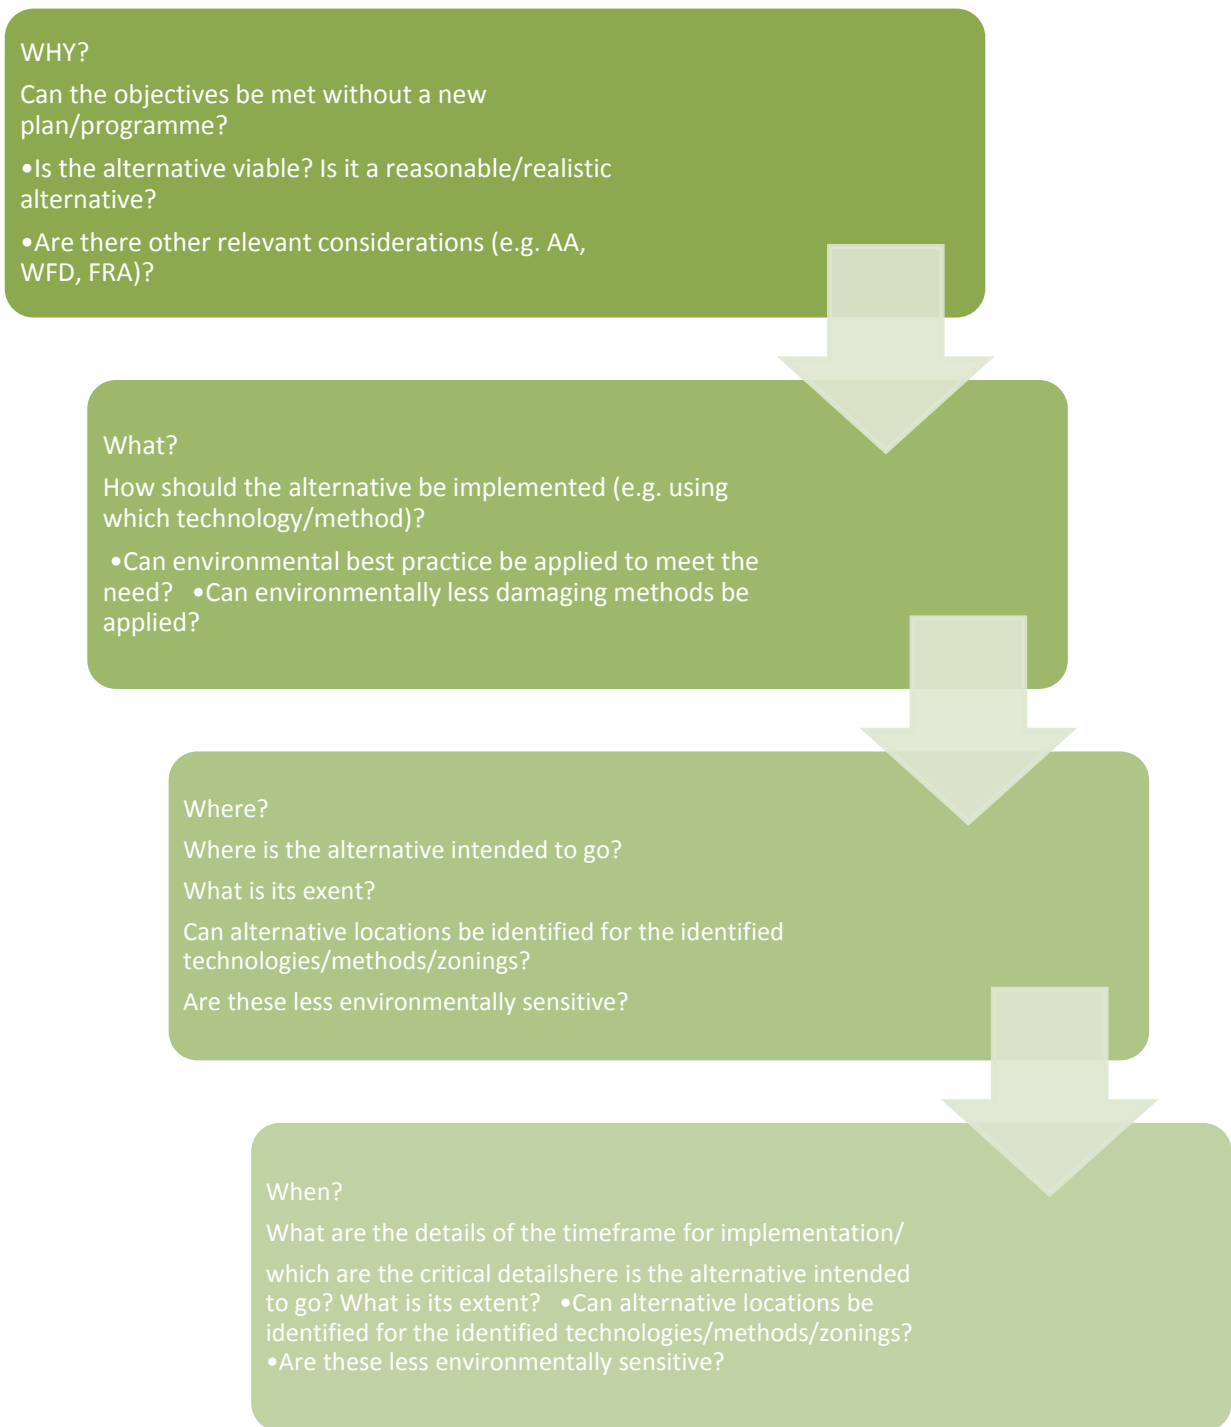 WHY?
Can the objectives be met without a new
plan/programme?
•Is the alternative viable? Is it a reasonable/realistic
alternative?
•Are there other relevant considerations (e.g. AA,
WFD, FRA)?
What?
How should the alternative be implemented (e.g. using
which technology/method)?
•Can environmental best practice be applied to meet the
need? •Can environmentally less damaging methods be
applied?
Where?
Where is the alternative intended to go?
What is its exent?
Can alternative locations be identified for the identified
technologies/methods/zonings?
Are these less environmentally sensitive?
When?
What are the details of the timeframe for implementation/
which are the critical detailshere is the alternative intended
to go? What is its extent? •Can alternative locations be
identified for the identified technologies/methods/zonings?
•Are these less environmentally sensitive?